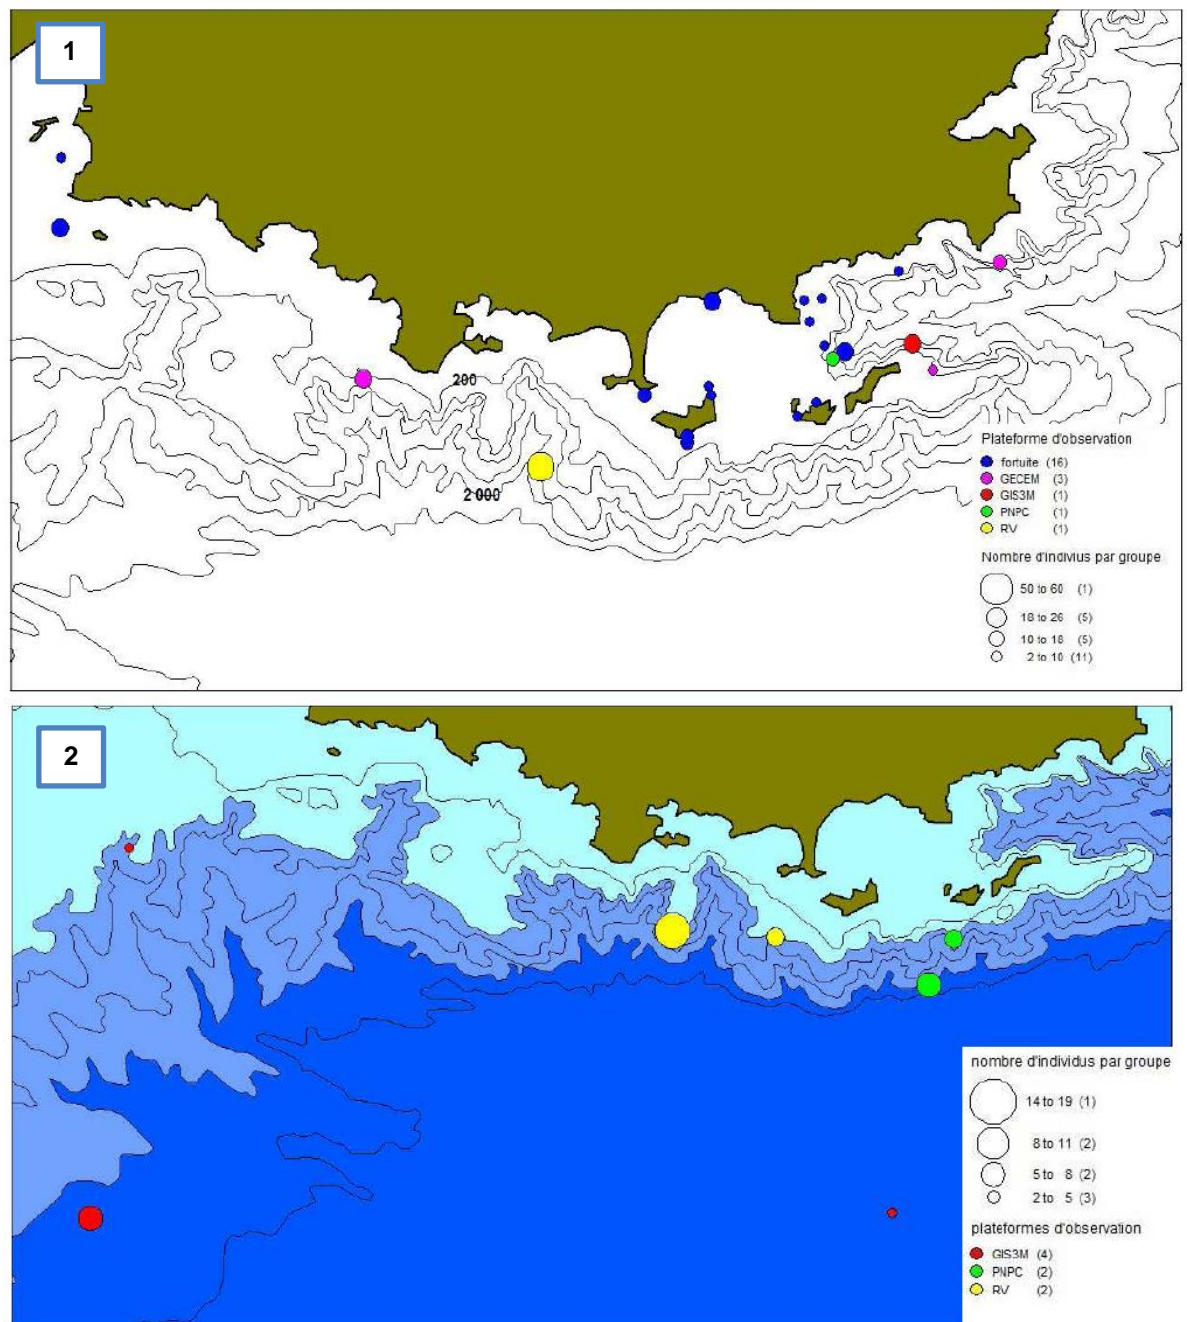 1
200
2 000
Plateforme d'observation
fortuite (16)
GECEM (3)
GIS3M (1)
PNPC (1)
RV (1)
Nombre d'indivius par groupe
50 to 60 (1)
18 to 26 (5)
10 to 18 (5)
2 to 10 (11)
2
nombre d'individus par groupe
14 to 19 (1)
8 to 11 (2)
5 to 8 (2)
2 to 5 (3)
plateformes d'observation
GIS3M (4)
PNPC (2)
RV (2)